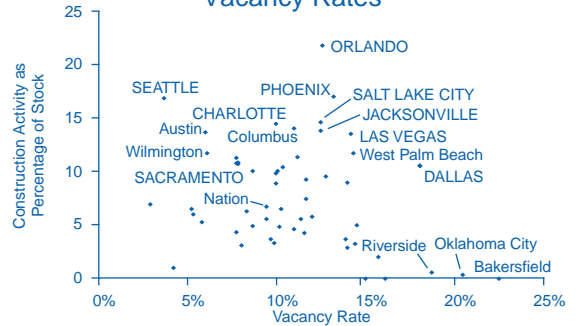 Vacancy Rates
25
20
15
10
5
0
Construction Activity as
Percentage of Stock
ORLANDO
SEATTLE
PHOENIX
SALT LAKE CITY
CHARLOTTE
JACKSONVILLE
Austin
Columbus
LAS VEGAS
Wilmington
West Palm Beach
SACRAMENTO
DALLAS
Nation
Riverside
Oklahoma City
Bakersfield
0%
5%
10%
15%
20%
25%
Vacancy Rate